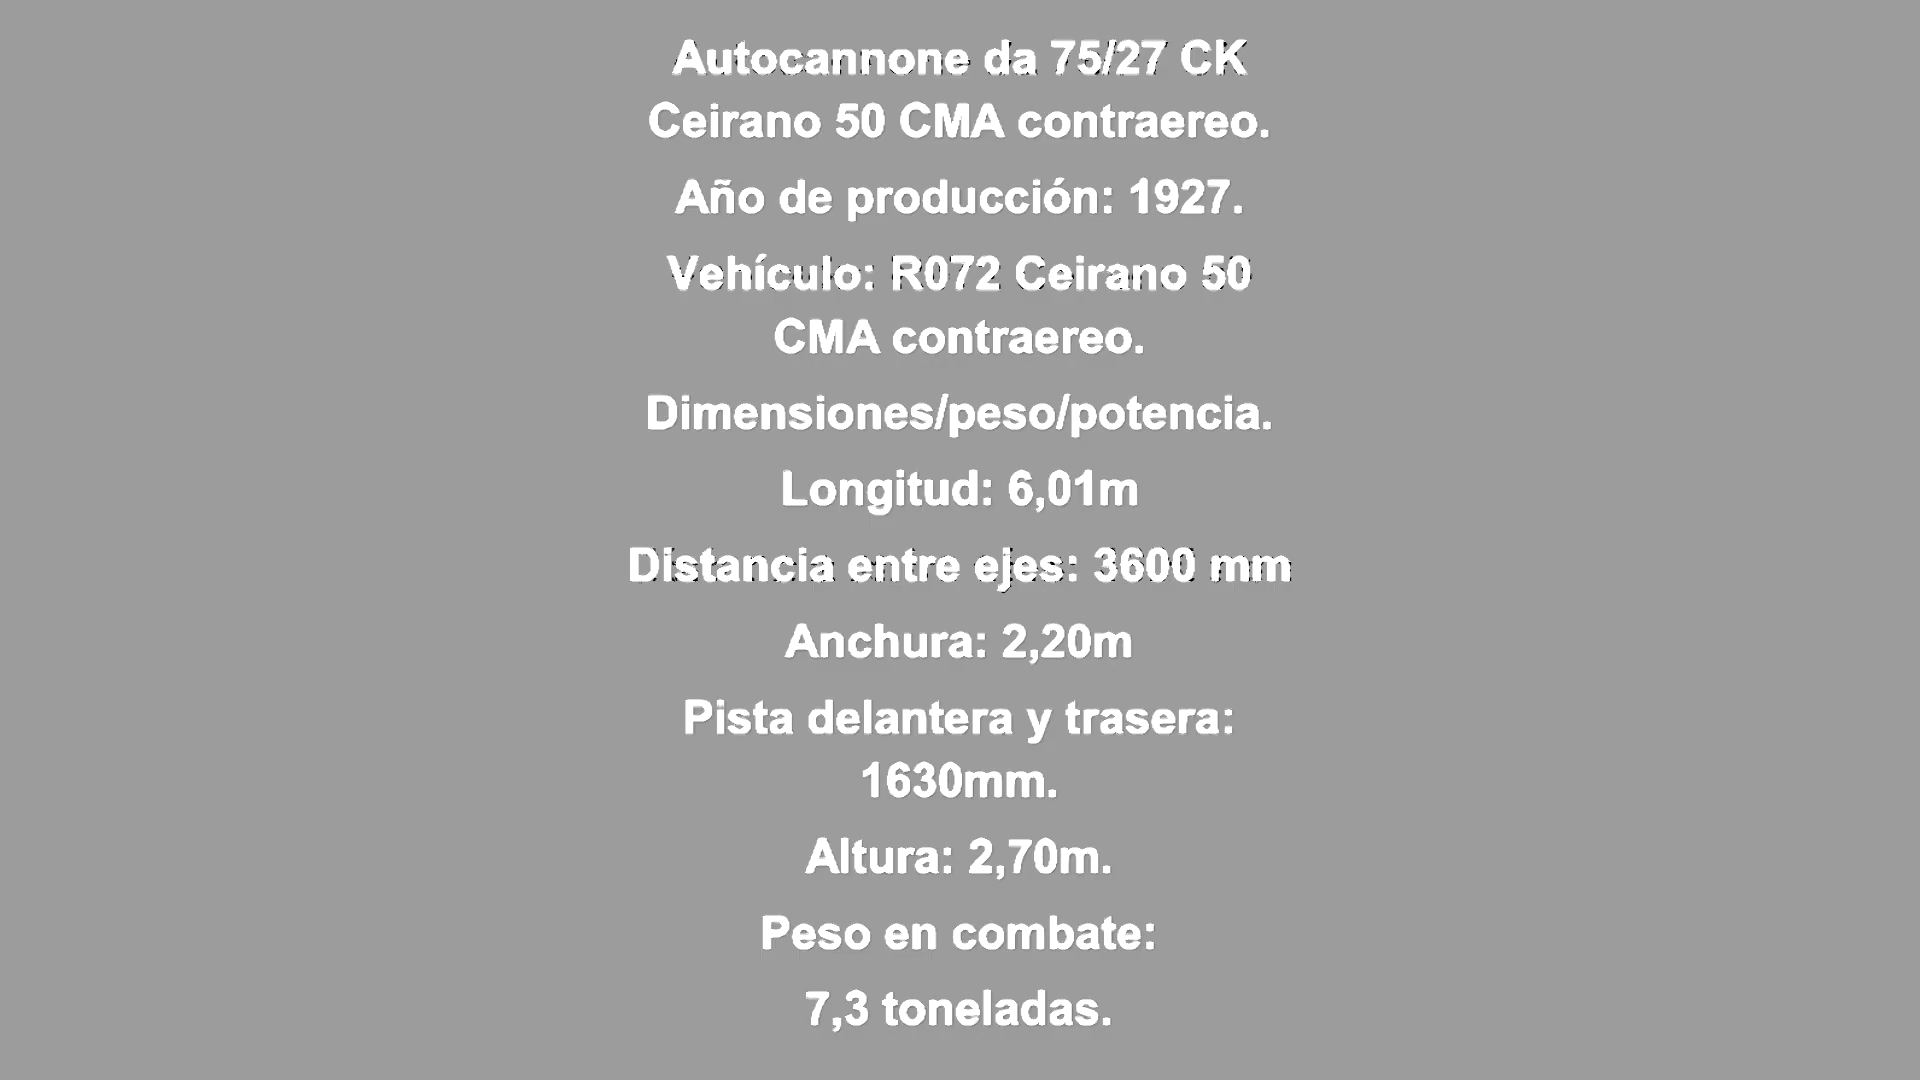 Autocannone da 75/27 CK
Ceirano 50 CMA contraereo.
Año de producción: 1927.
Vehículo: R072 Ceirano 50
CMA contraereo.
Dimensiones/peso/potencia.
Longitud: 6,01m
Distancia entre ejes: 3600 mm
Anchura: 2,20m
Pista delantera y trasera:
1630mm.
Altura: 2,70m.
Peso en combate:
7,3 toneladas.